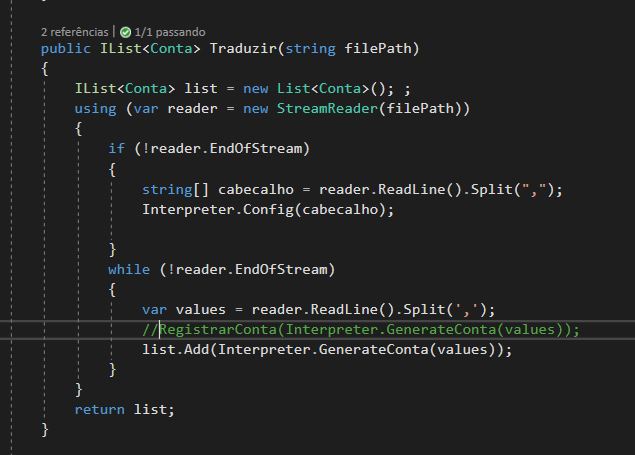 2 referências | 1/1 passando
public IList<Conta> Traduzir(string filePath)
{
IList<Conta> list = new List<Conta>(); ;
using (var reader = new StreamReader(filePath))
{
if (!reader.EndOfStream)
{
string[] cabecalho = reader.ReadLine().Split(",");
Interpreter.Config(cabecalho);
}
while (!reader.EndOfStream)
{
var values = reader.ReadLine().Split(',');
//RegistrarConta(Interpreter.GenerateConta(values));
list.Add(Interpreter.GenerateConta(values));
}
}
return list;
}